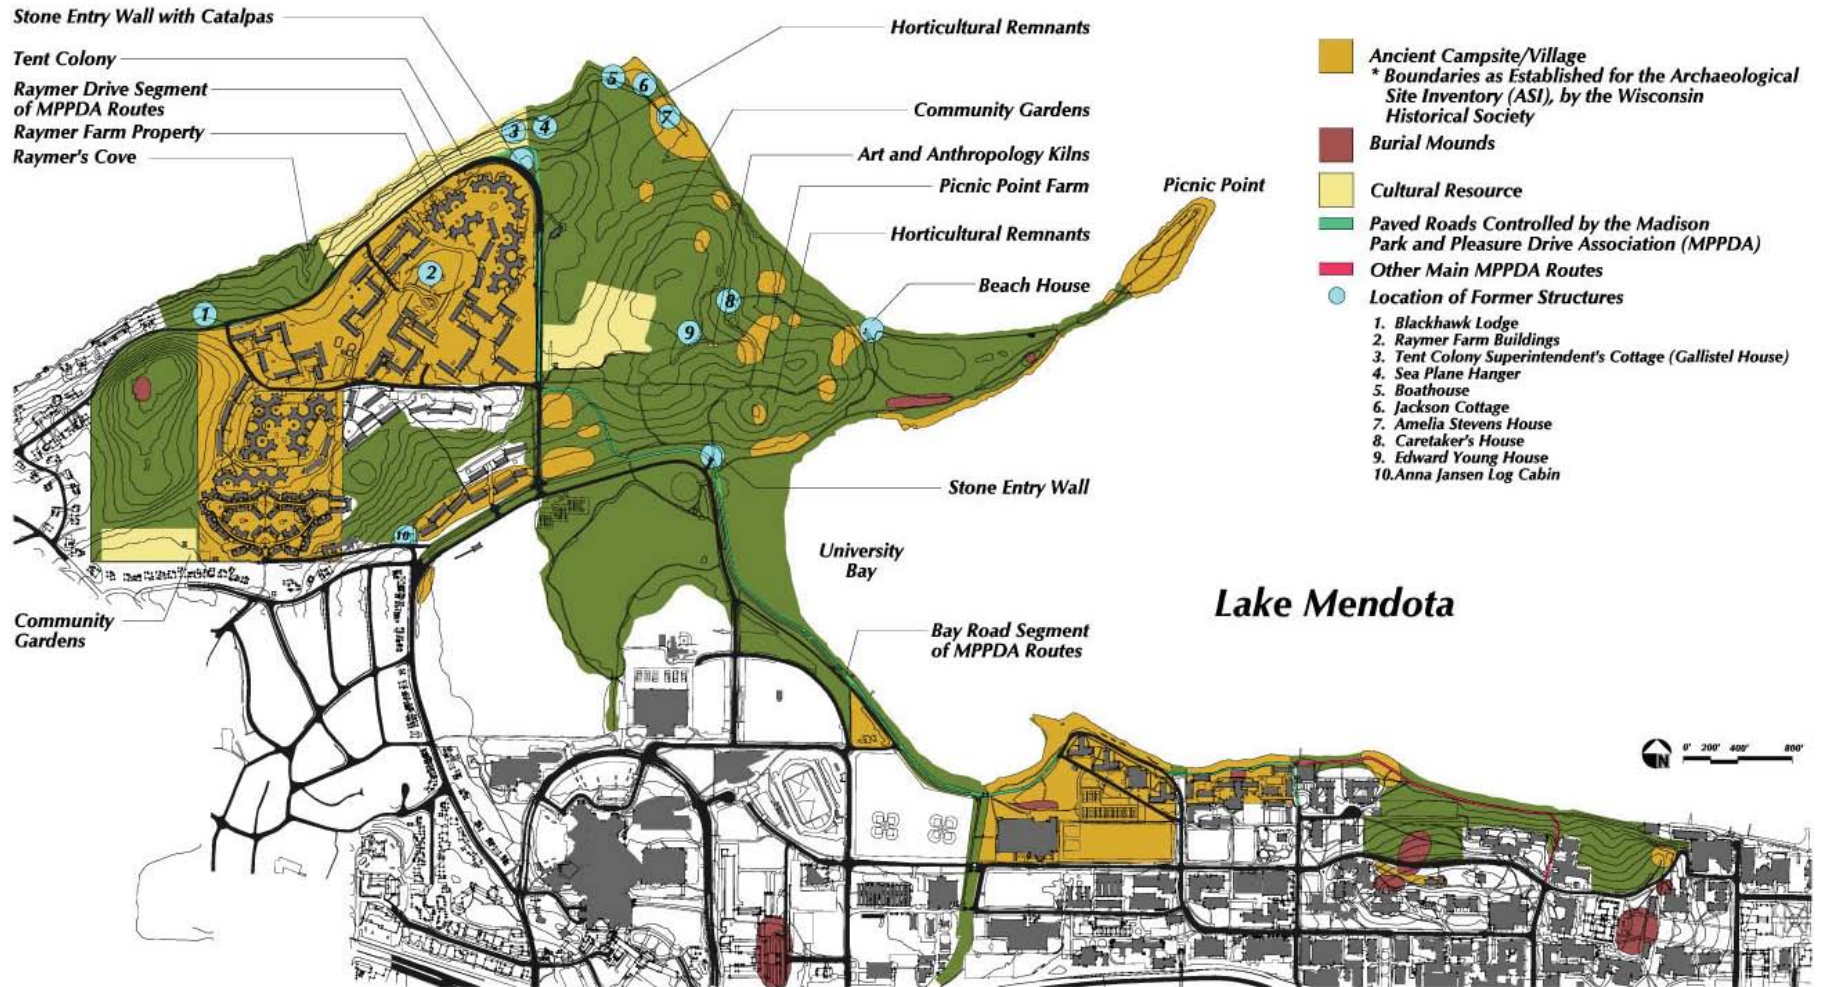 Stone Entry Wall with Catalpas
Tent Colony
Raymer Drive Segment
of MPPDA Routes
Raymer Farm Property
Raymer's Cove
Horticultural Remnants
Community Gardens
Art and Anthropology Kilns
Picnic Point Farm
Horticultural Remnants
Beach House
Picnic Point
Stone Entry Wall
University
Bay
Lake Mendota
Bay Road Segment
of MPPDA Routes
Community
Gardens
1
2
3
4
5
6
7
8
9
10
Ancient Campsite/Village
* Boundaries as Established for the Archaeological
Site Inventory (ASI), by the Wisconsin
Historical Society
Burial Mounds
Cultural Resource
Paved Roads Controlled by the Madison
Park and Pleasure Drive Association (MPPDA)
Other Main MPPDA Routes
Location of Former Structures
1. Blackhawk Lodge
2. Raymer Farm Buildings
3. Tent Colony Superintendent's Cottage (Gallistel House)
4. Sea Plane Hanger
5. Boathouse
6. Jackson Cottage
7. Amelia Stevens House
8. Caretaker's House
9. Edward Young House
10.Anna Jansen Log Cabin
N
0' 200' 400' 800'